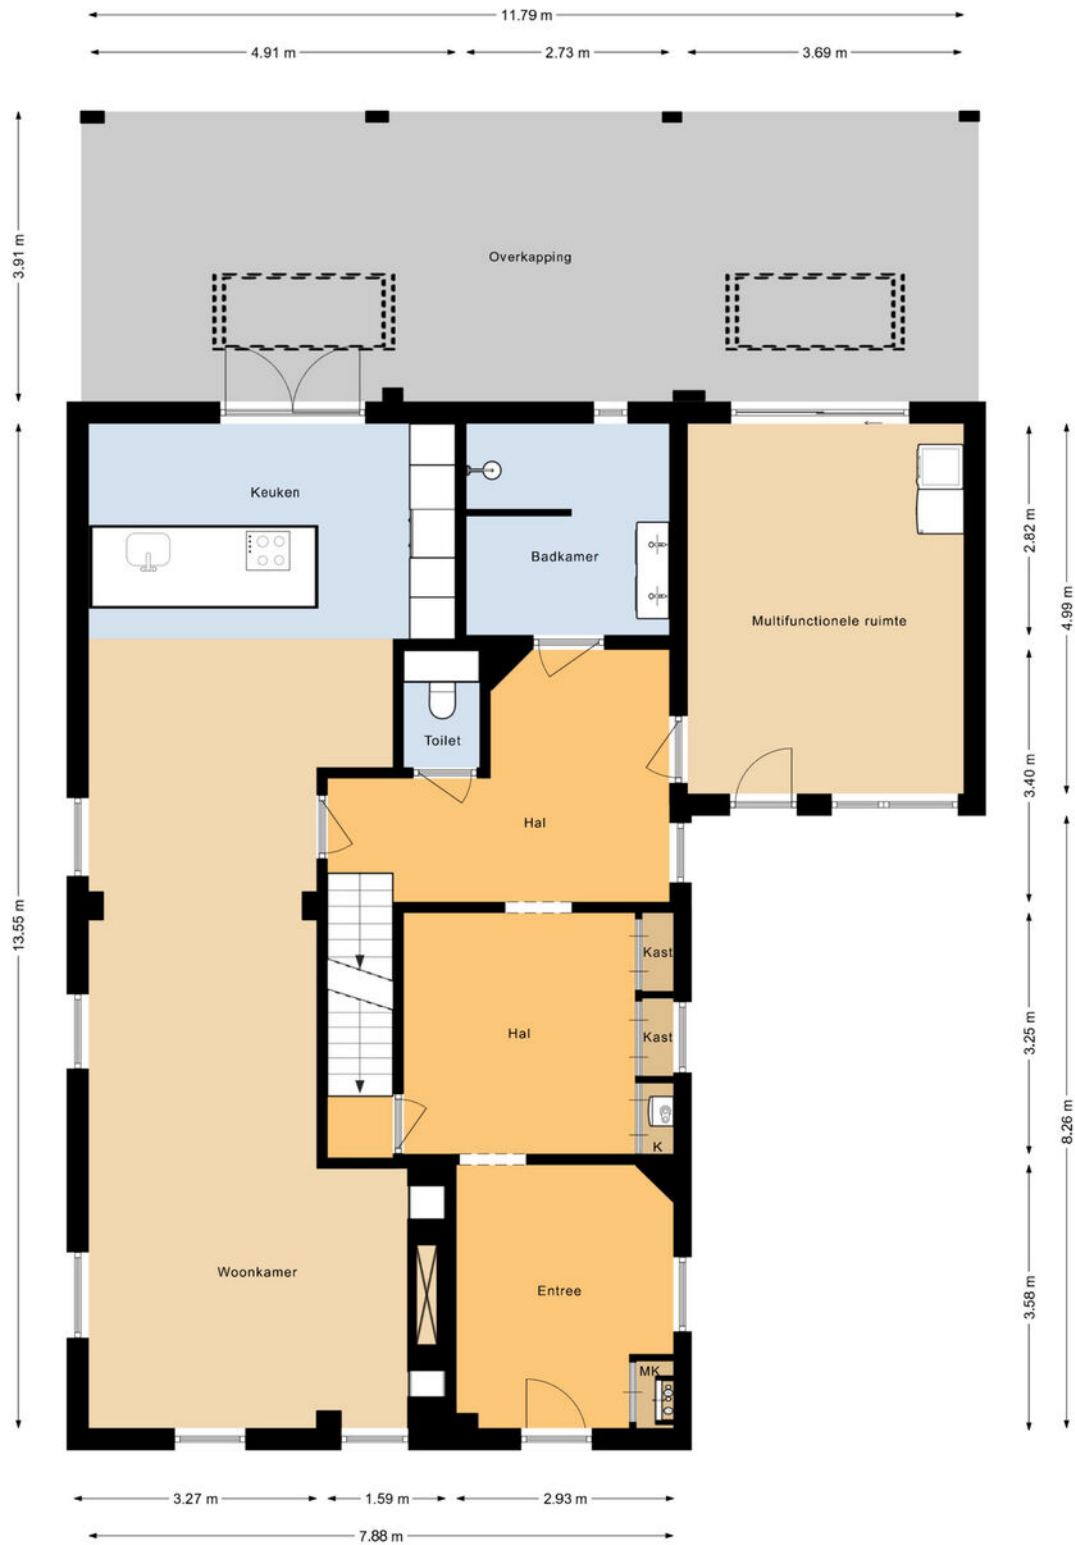 11.79 m
4.91 m
2.73 m
3.69 m
3.91 m
Overkapping
Keuken
Badkamer
2.82 m
4.99 m
Multifunctionele ruimte
Toilet
3.40 m
Hal
13.55 m
Kast
Hal
Kast
3.25 m
8.26 m
K
Woonkamer
Entree
3.58 m
MK
3.27 m
1.59 m
2.93 m
7.88 m